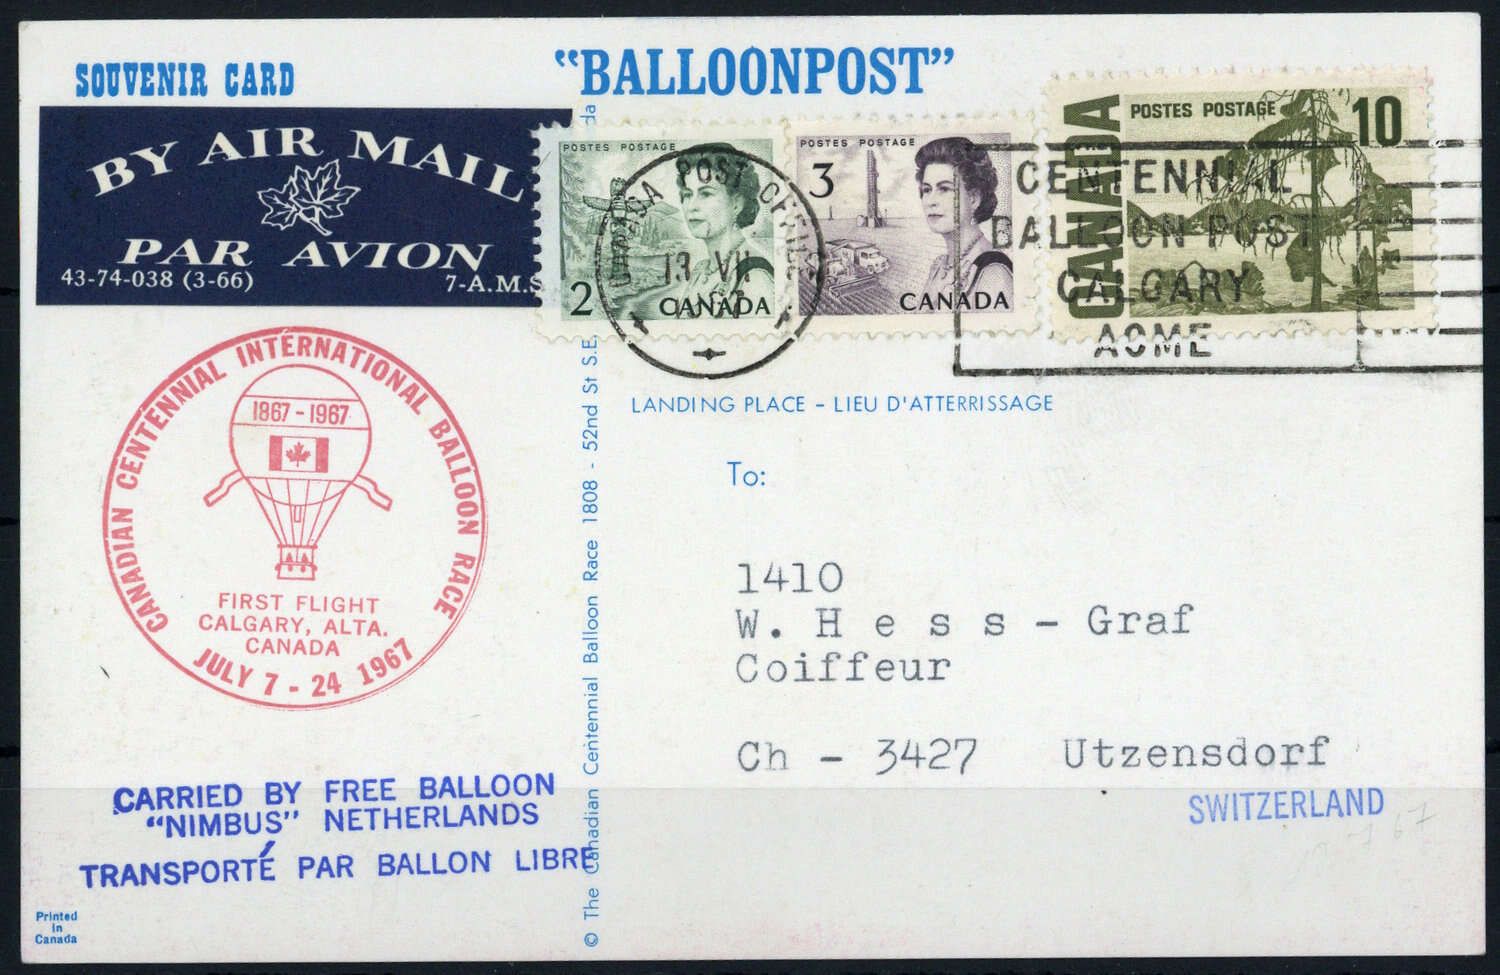 SOUVENIR CARD
"BALLOONPOST"
BY AIR MAIL
PAR AVION
43-74-038 (3-66)
7-A.M.S
POSTES POSTAGE
2
CANADA
POSTES POSTAGE
3
CANADA
CANADA
POSTES POSTAGE
10
POST OFFICE
13 VII
67
CENTENNIAL
BALLOON POST
CALGARY
ACME
LANDING PLACE – LIEU D'ATTERRISSAGE
CANADIAN CENTENNIAL INTERNATIONAL BALLOON RACE
1867-1967
FIRST FLIGHT
CALGARY, ALTA.
CANADA
JULY 7 - 24 1967
© The Canadian Centennial Balloon Race 1808 - 52nd St S.E.
To:
1410
W. H e s s - Graf
Coiffeur
Ch - 3427 Utzensdorf
SWITZERLAND
CARRIED BY FREE BALLOON
"NIMBUS" NETHERLANDS
TRANSPORTÉ PAR BALLON LIBRE
Printed
in
Canada